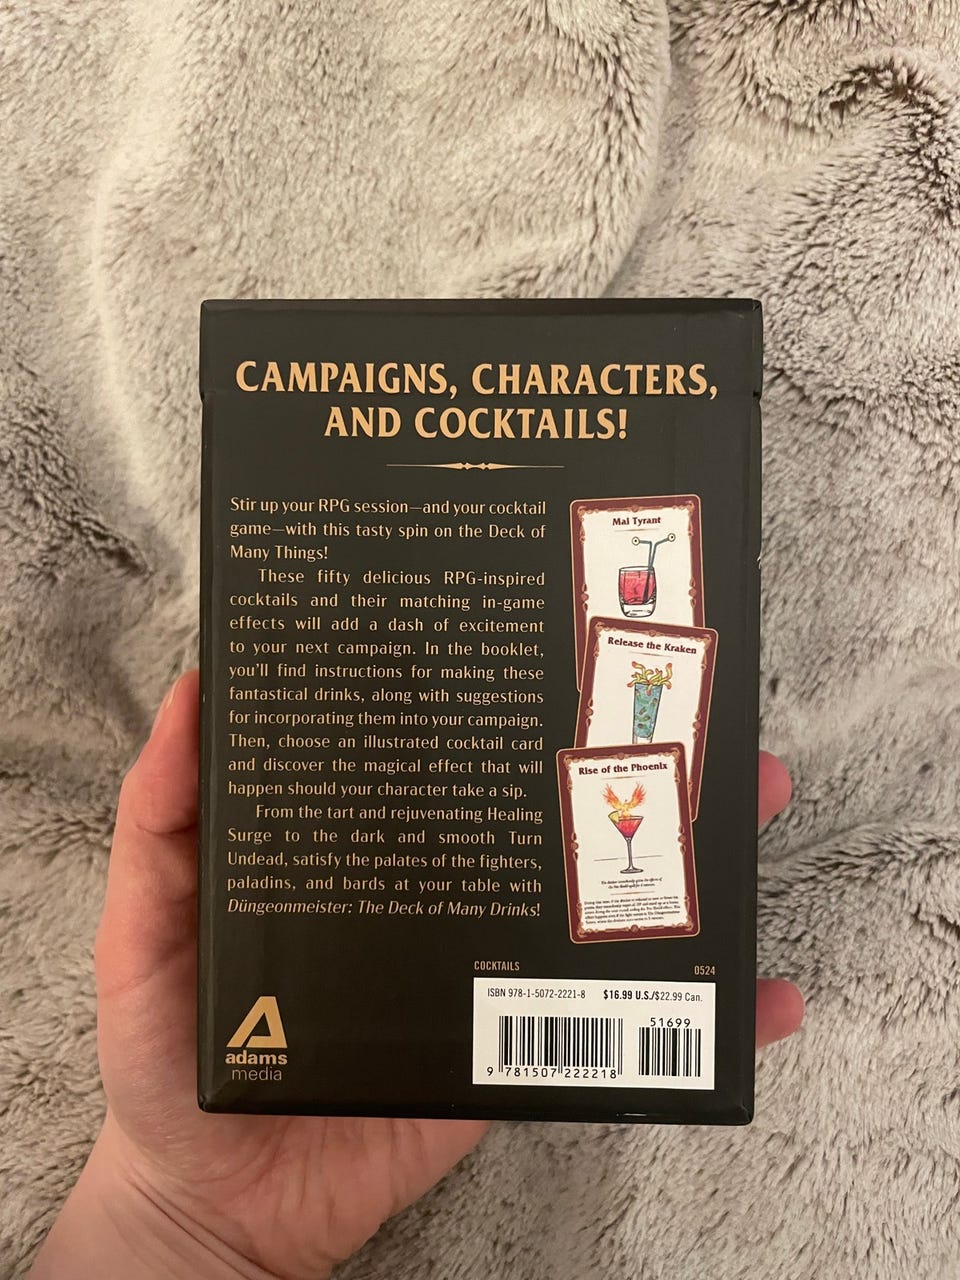 CAMPAIGNS, CHARACTERS,
AND COCKTAILS!
Stir up your RPG session—and your cocktail
game—with this tasty spin on the Deck of
Many Things!
These fifty delicious RPG-inspired
cocktails and their matching in-game
effects will add a dash of excitement
to your next campaign. In the booklet,
you'll find instructions for making these
fantastical drinks, along with suggestions
for incorporating them into your campaign.
Then, choose an illustrated cocktail card
and discover the magical effect that will
happen should your character take a sip.
From the tart and rejuvenating Healing
Surge to the dark and smooth Turn
Undead, satisfy the palates of the fighters,
paladins, and bards at your table with
Düngeonmeister: The Deck of Many Drinks!
Mai Tyrant
Release the Kraken
Rise of the Phoenix
adams
media
COCKTAILS
0524
ISBN 978-1-5072-2221-8
$16.99 U.S./$22.99 Can.
51699
9 781507 222218